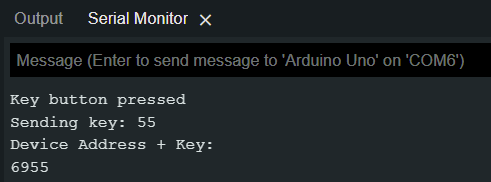 Output Serial Monitor
Message (Enter to send message to 'Arduino Uno' on 'COM6')
Key button pressed
Sending key: 55
Device Address + Key:
6955